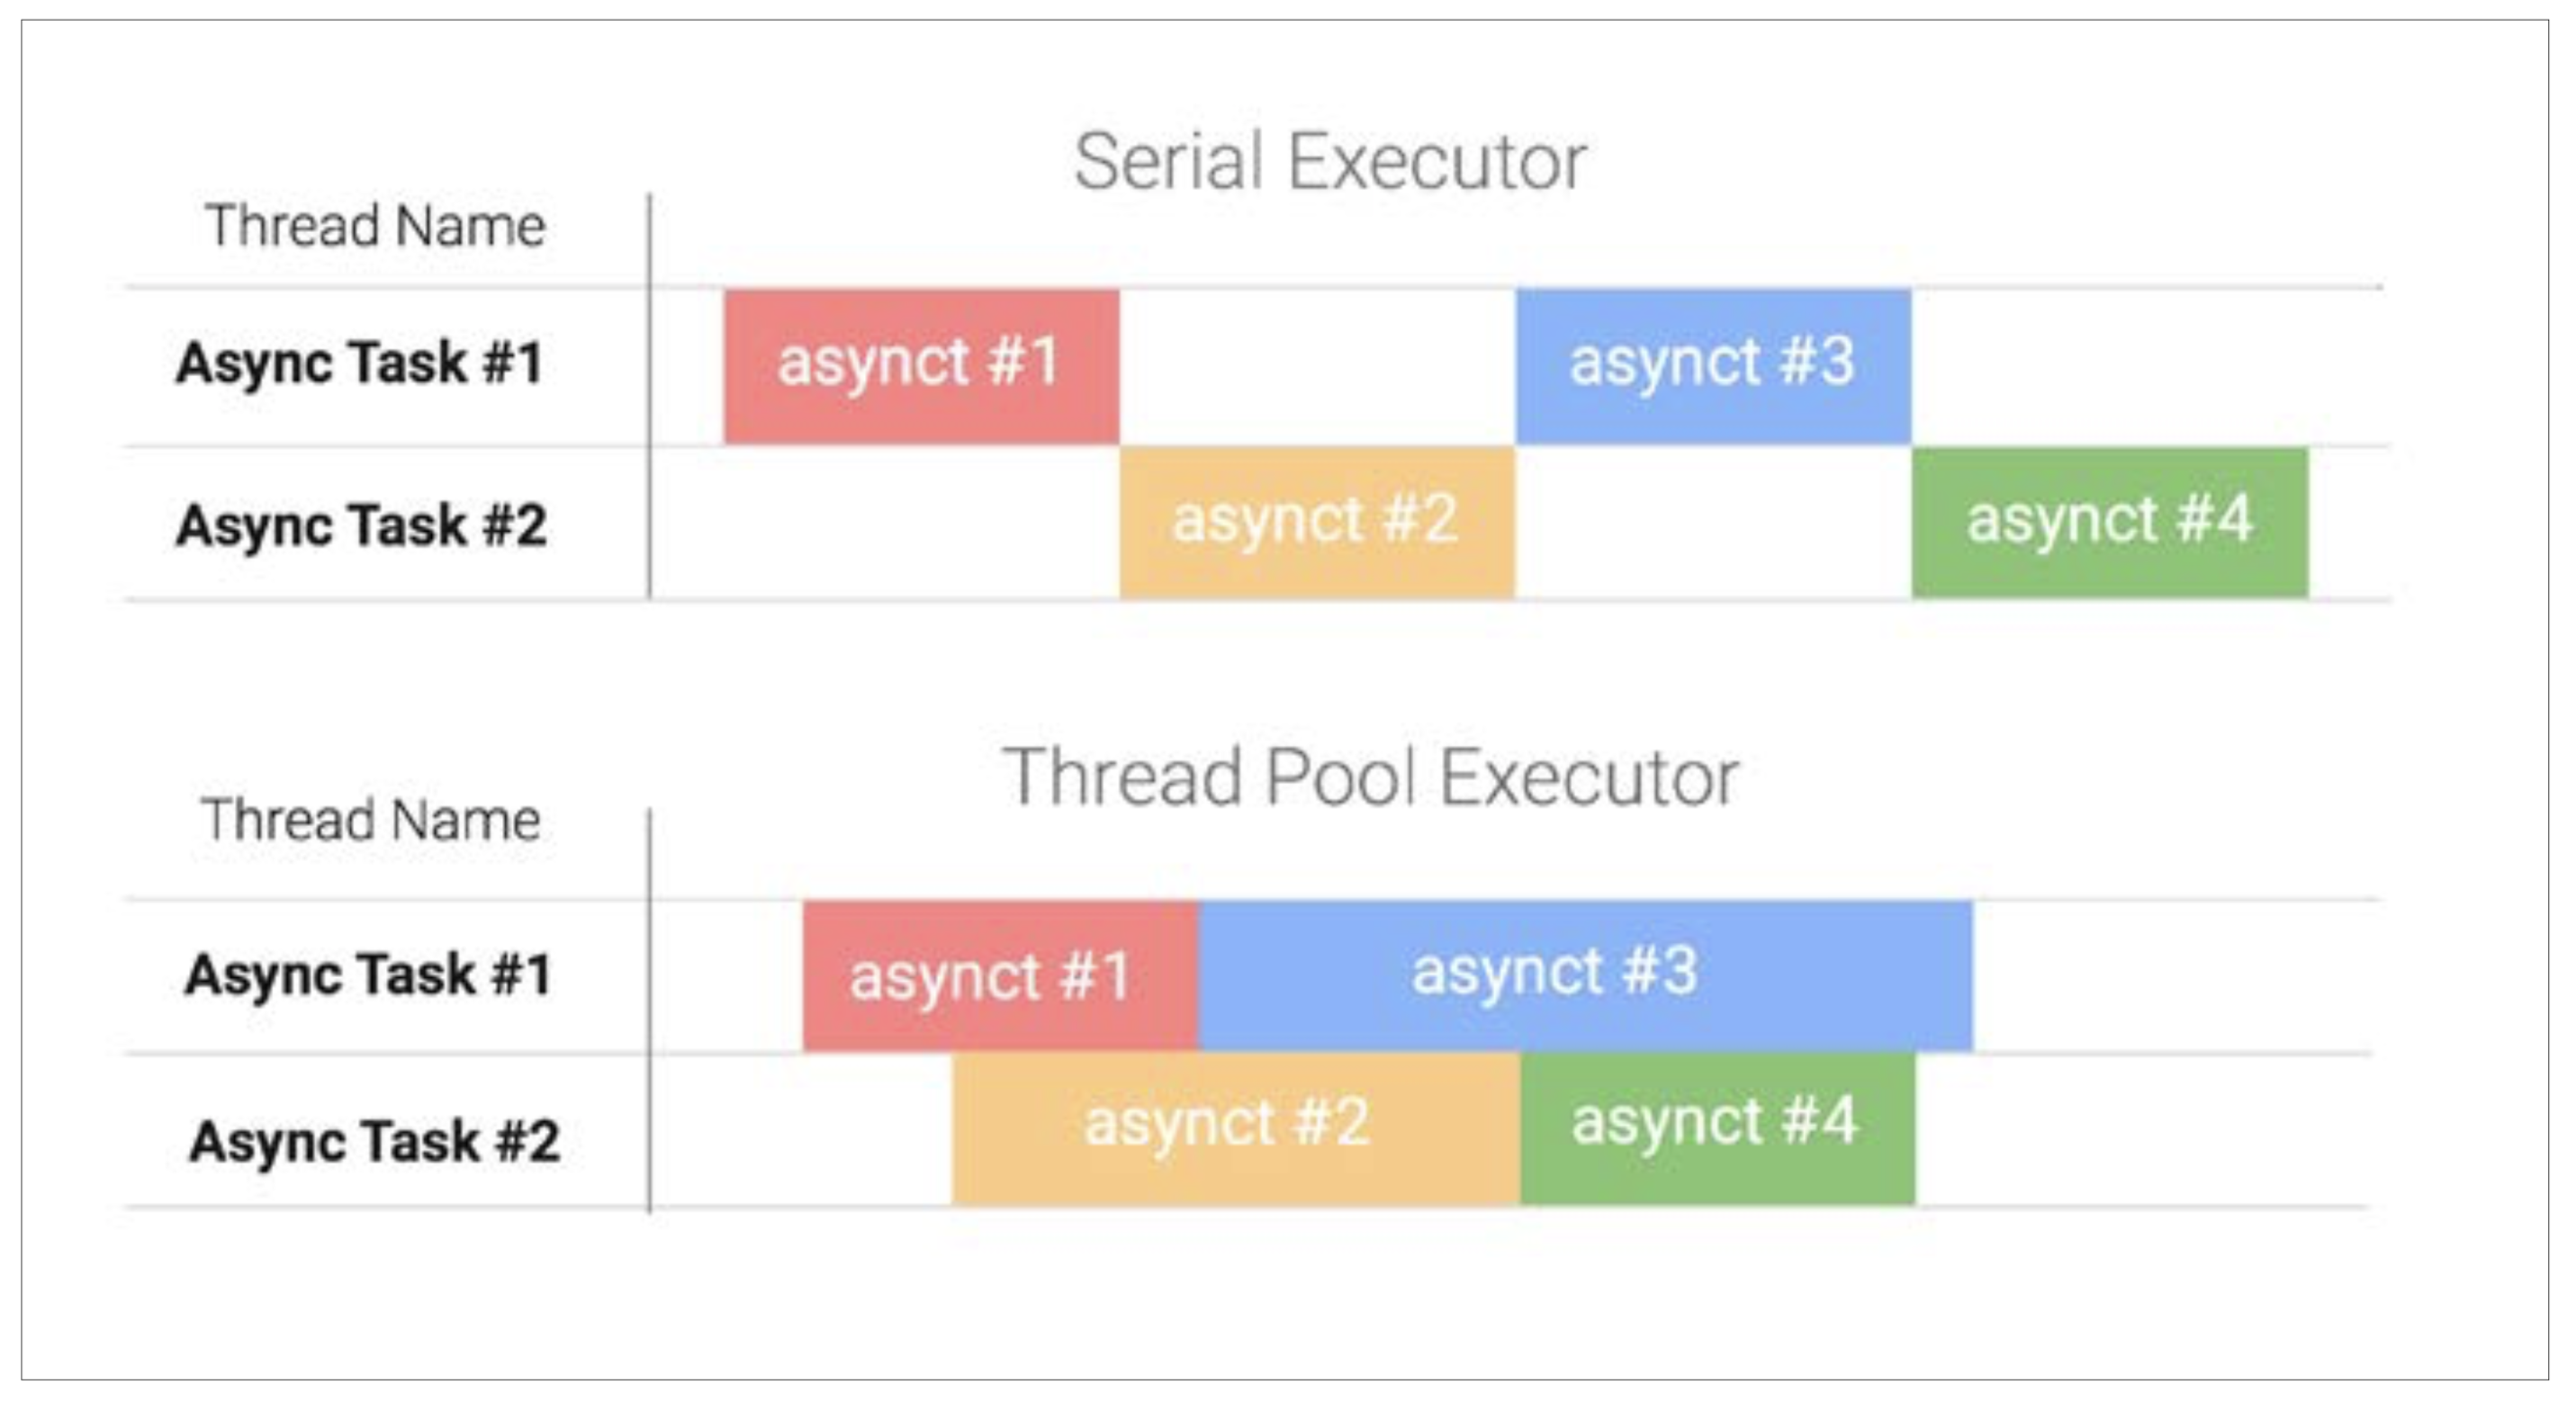 Serial Executor
Thread Name
Async Task #1
asynct #1
asynct #3
Async Task #2
asynct #2
asynct #4
Thread Pool Executor
Thread Name
Async Task #1
asynct #1
asynct #3
Async Task #2
asynct #2
asynct #4